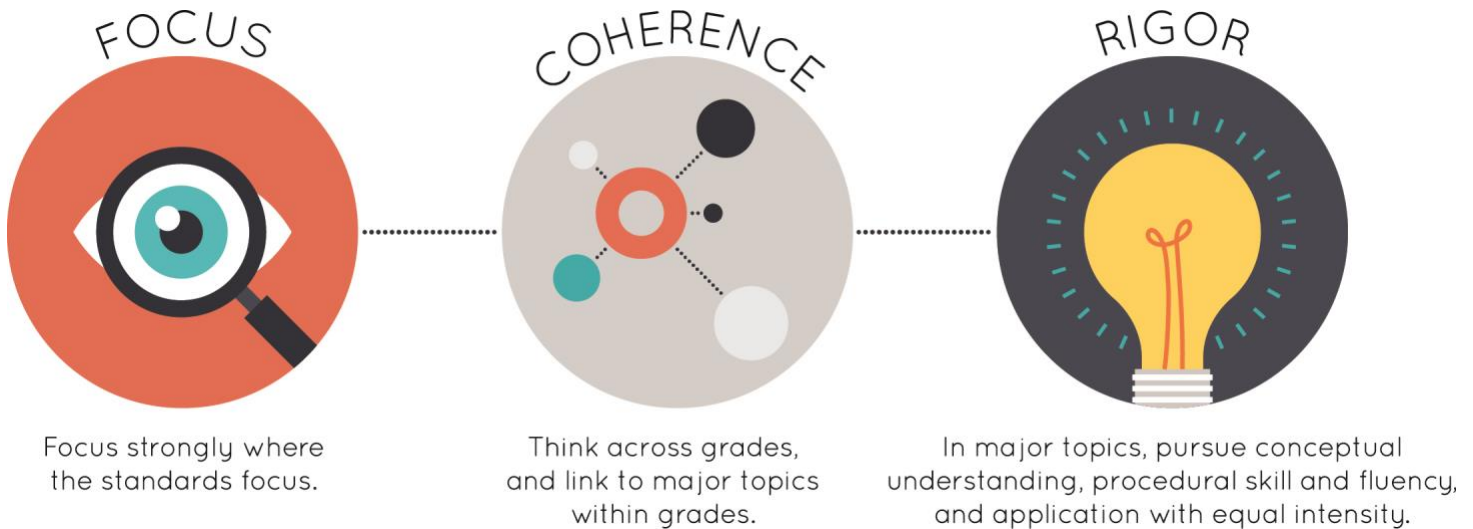 FOCUS
COHERENCE
RIGOR
Focus strongly where
the standards focus.
Think across grades,
and link to major topics
within grades.
In major topics, pursue conceptual
understanding, procedural skill and fluency,
and application with equal intensity.